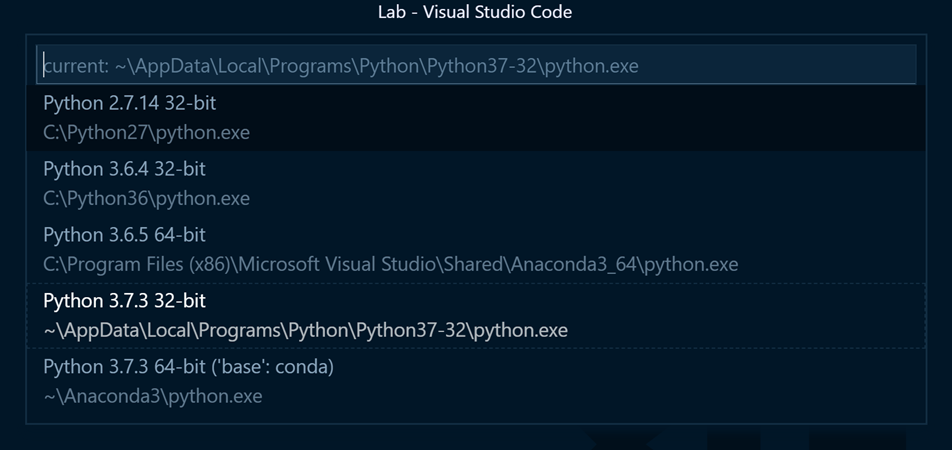 Lab - Visual Studio Code
current: ~\AppData\Local\Programs\Python\Python37-32\python.exe
Python 2.7.14 32-bit
C:\Python27\python.exe
Python 3.6.4 32-bit
C:\Python36\python.exe
Python 3.6.5 64-bit
C:\Program Files (x86)\Microsoft Visual Studio\Shared\Anaconda3_64\python.exe
Python 3.7.3 32-bit
~\AppData\Local\Programs\Python\Python37-32\python.exe
Python 3.7.3 64-bit ('base': conda)
~\Anaconda3\python.exe